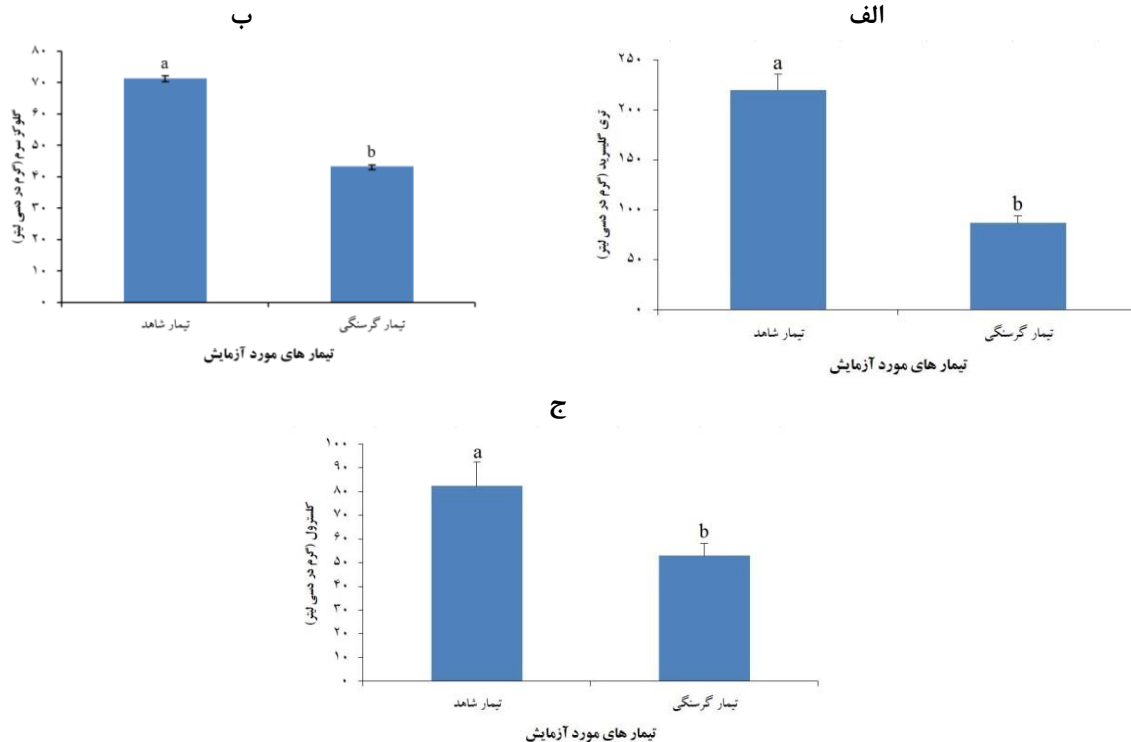 الف
۲۵۰
۲۰۰
۱۵۰
۱۰۰
۵۰
۰
تری گلیسرید (گرم در دسی لیتر)
a
b
تیمار شاهد
تیمار گرسنگی
تیمار های مورد آزمایش
ب
۸۰
۷۰
۶۰
۵۰
۴۰
۳۰
۲۰
۱۰
۰
گلوکز سرم (گرم در دسی لیتر)
a
b
تیمار شاهد
تیمار گرسنگی
تیمار های مورد آزمایش
ج
۱۰۰
۹۰
۸۰
۷۰
۶۰
۵۰
۴۰
۳۰
۲۰
۱۰
۰
کلسترول (گرم در دسی لیتر)
a
b
تیمار شاهد
تیمار گرسنگی
تیمار های مورد آزمایش